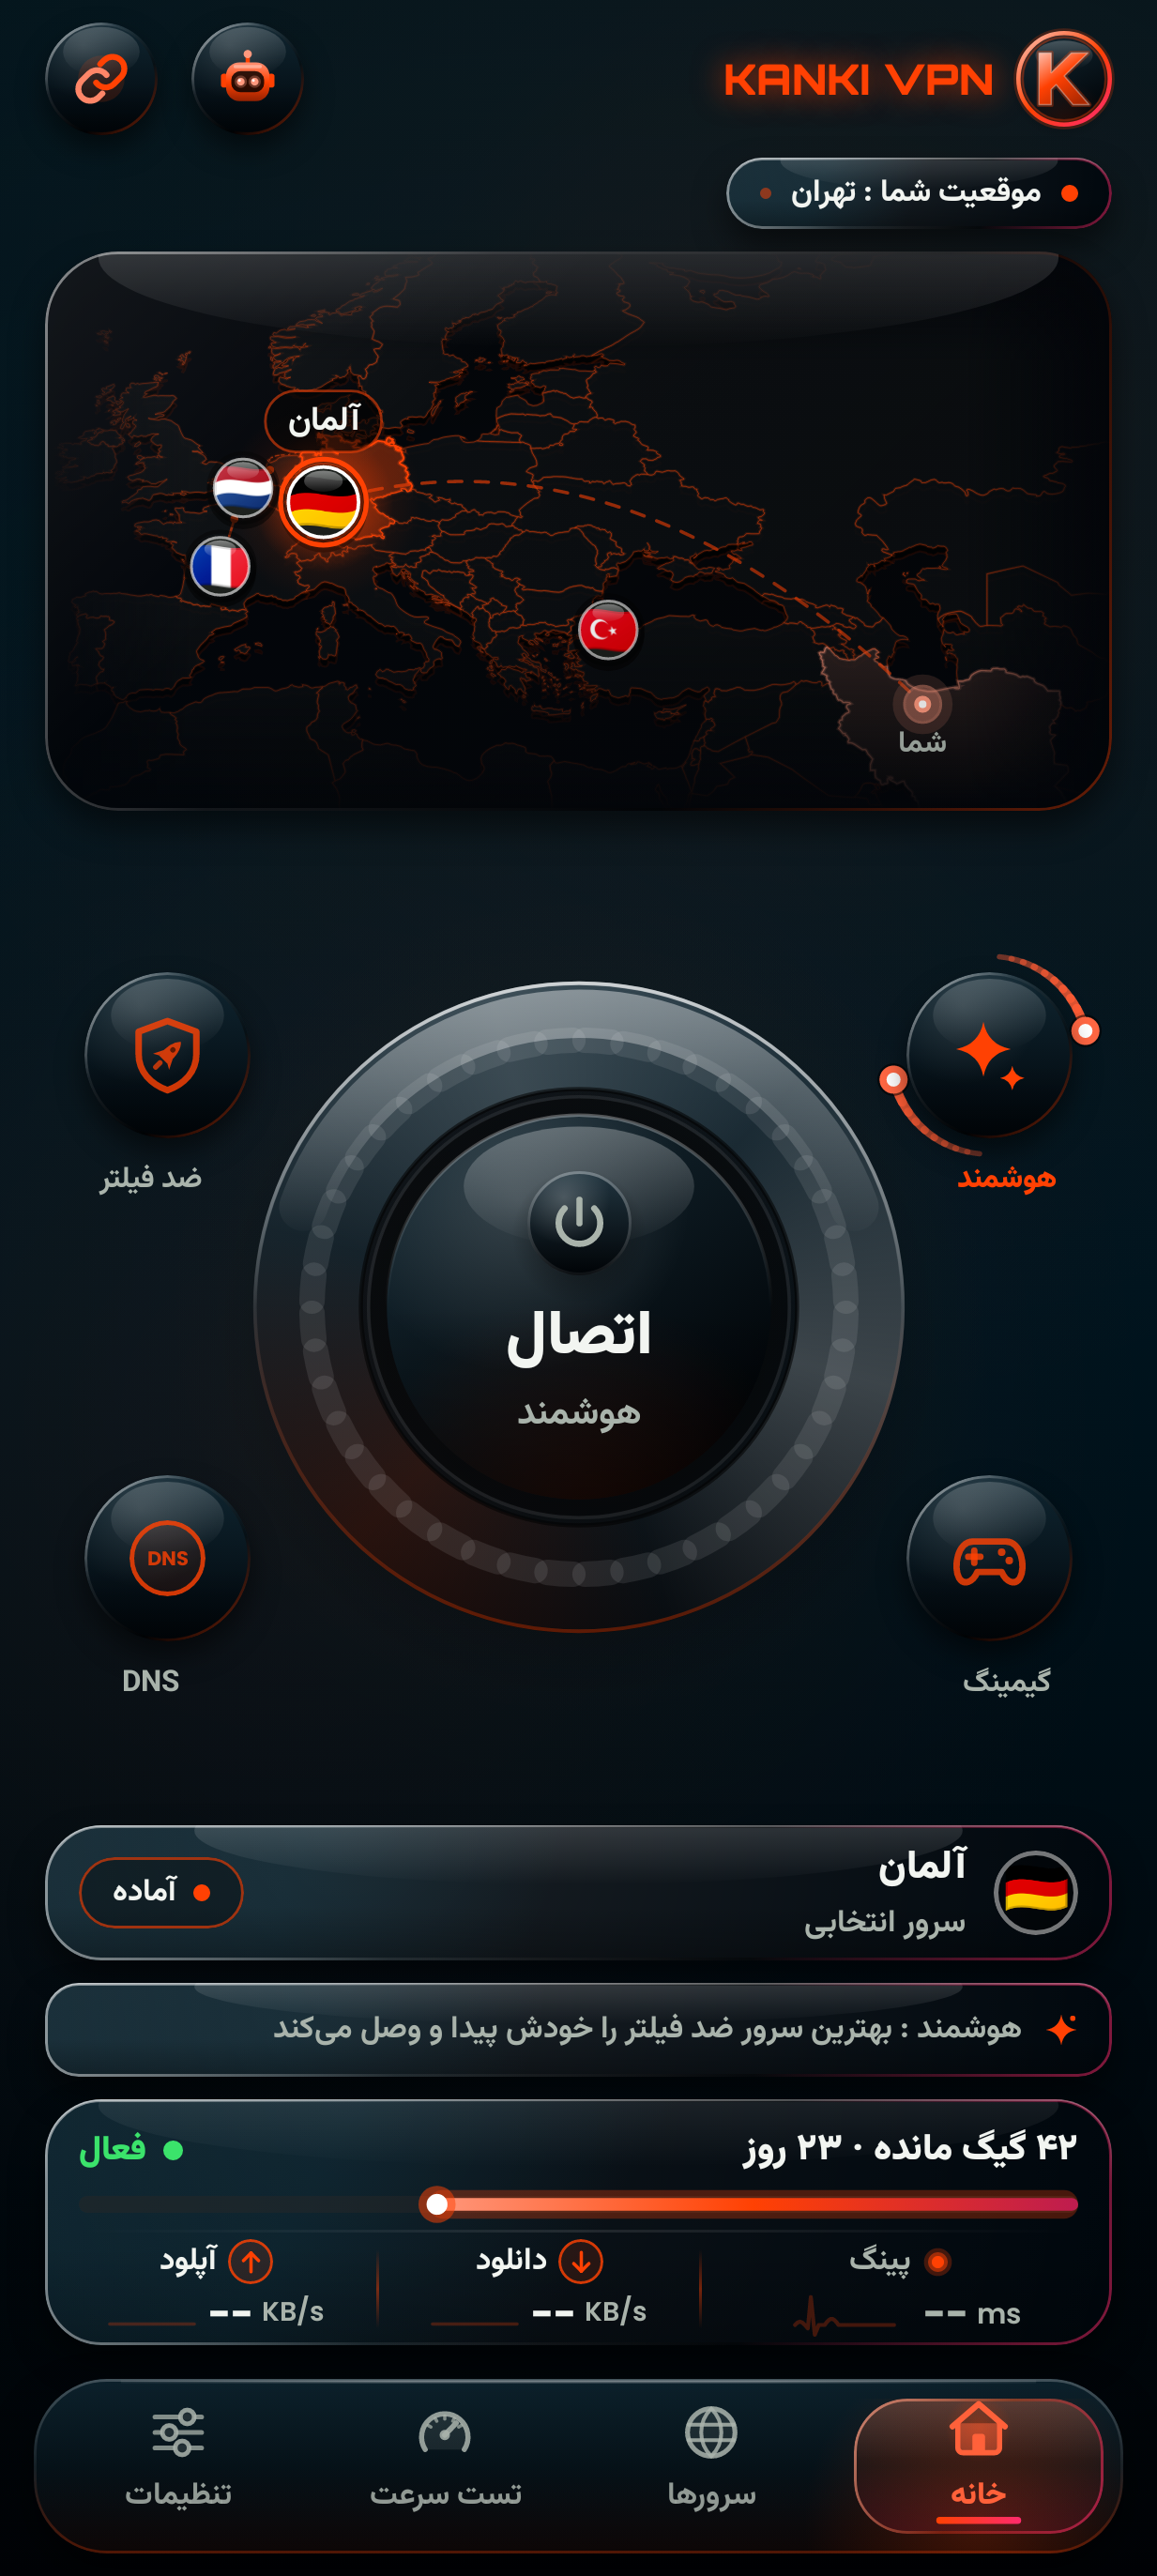 KANKI VPN
K
موقعیت شما : تهران
آلمان
شما
هوشمند
ضد فیلتر
اتصال
هوشمند
گیمینگ
DNS
DNS
آلمان
سرور انتخابی
آماده
هوشمند : بهترین سرور ضد فیلتر را خودش پیدا و وصل می‌کند
۴۲ گیگ مانده · ۲۳ روز
فعال
پینگ
دانلود
آپلود
-- ms
-- KB/s
-- KB/s
خانه
سرورها
تست سرعت
تنظیمات